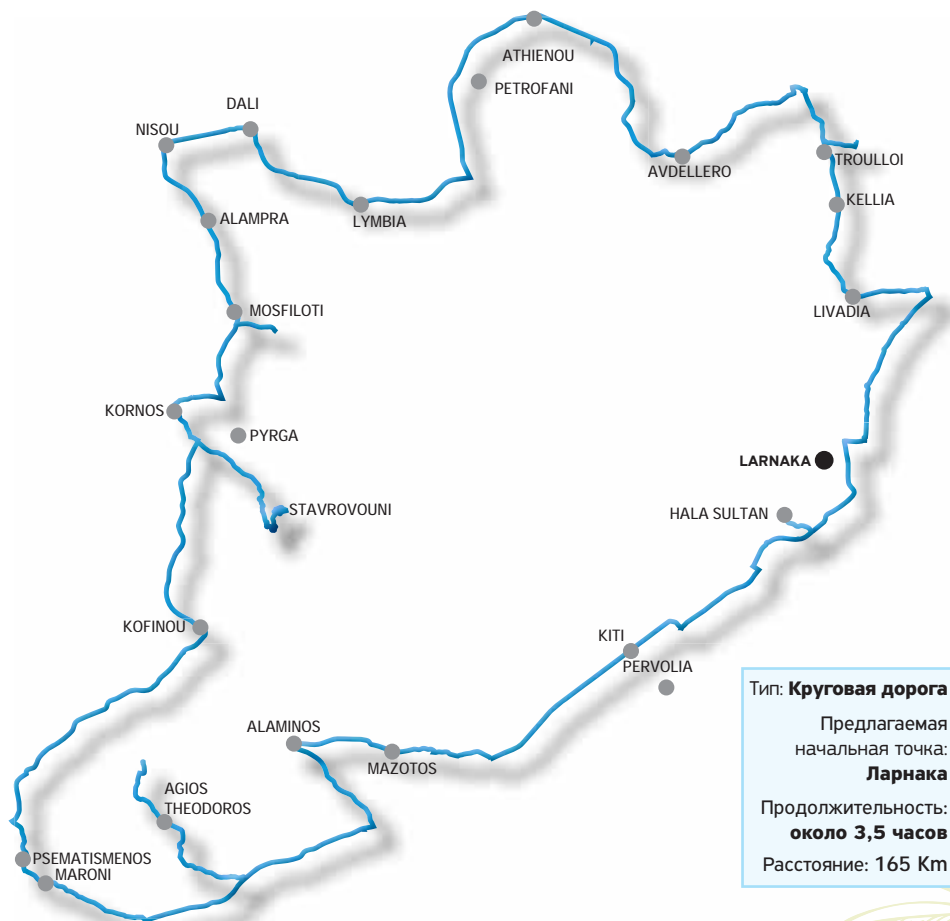 ATHIENOU
PETROFANI
DALI
NISOU
AVDELLERO
TROULLOI
KELLIA
ALAMPRA
LYMBIA
MOSFILOTI
LIVADIA
KORNOS
PYRGA
LARNAKA
STAVROVOUNI
HALA SULTAN
KOFINOU
KITI
PERVOLIA
ALAMINOS
MAZOTOS
AGIOS
THEODOROS
PSEMATISMENOS
MARONI
Тип: Круговая дорога
Предлагаемая
начальная точка:
Ларнака
Продолжительность:
около 3,5 часов
Расстояние: 165 Km